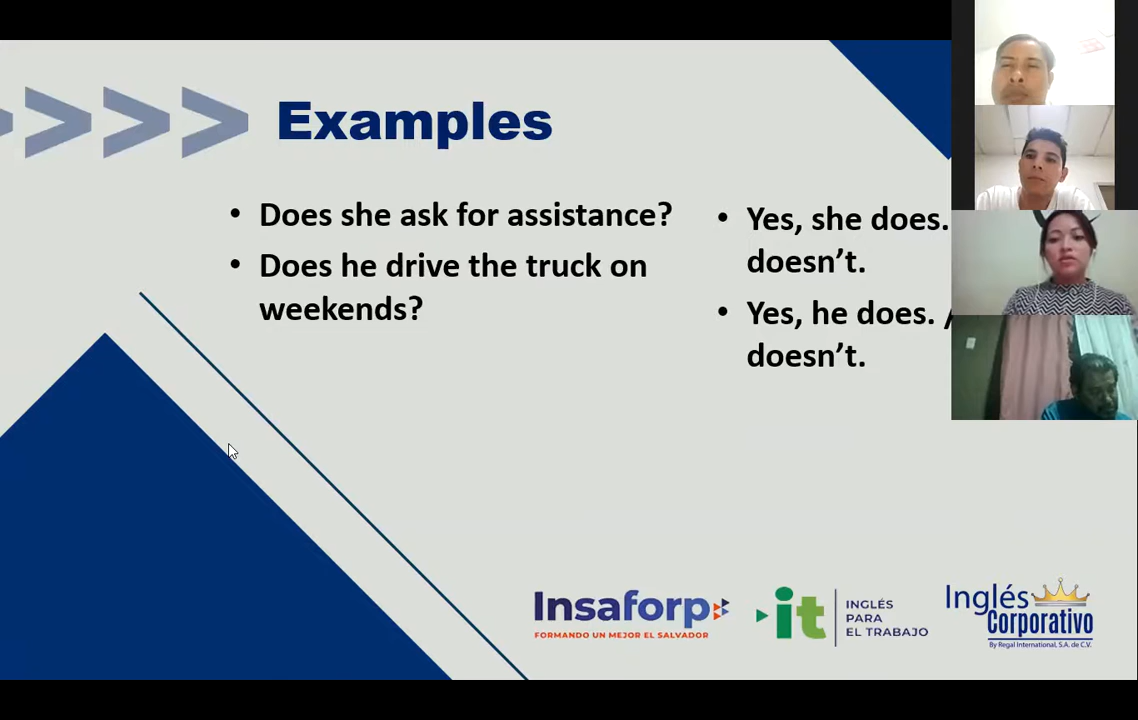 Examples
• Does she ask for assistance?
• Does he drive the truck on
weekends?
• Yes, she does.
doesn’t.
• Yes, he does. /
doesn’t.
Insaforp
FORMANDO UN MEJOR EL SALVADOR
it
INGLÉS
PARA
EL TRABAJO
Inglés
Corporativo
By Regal International, S.A. de C.V.